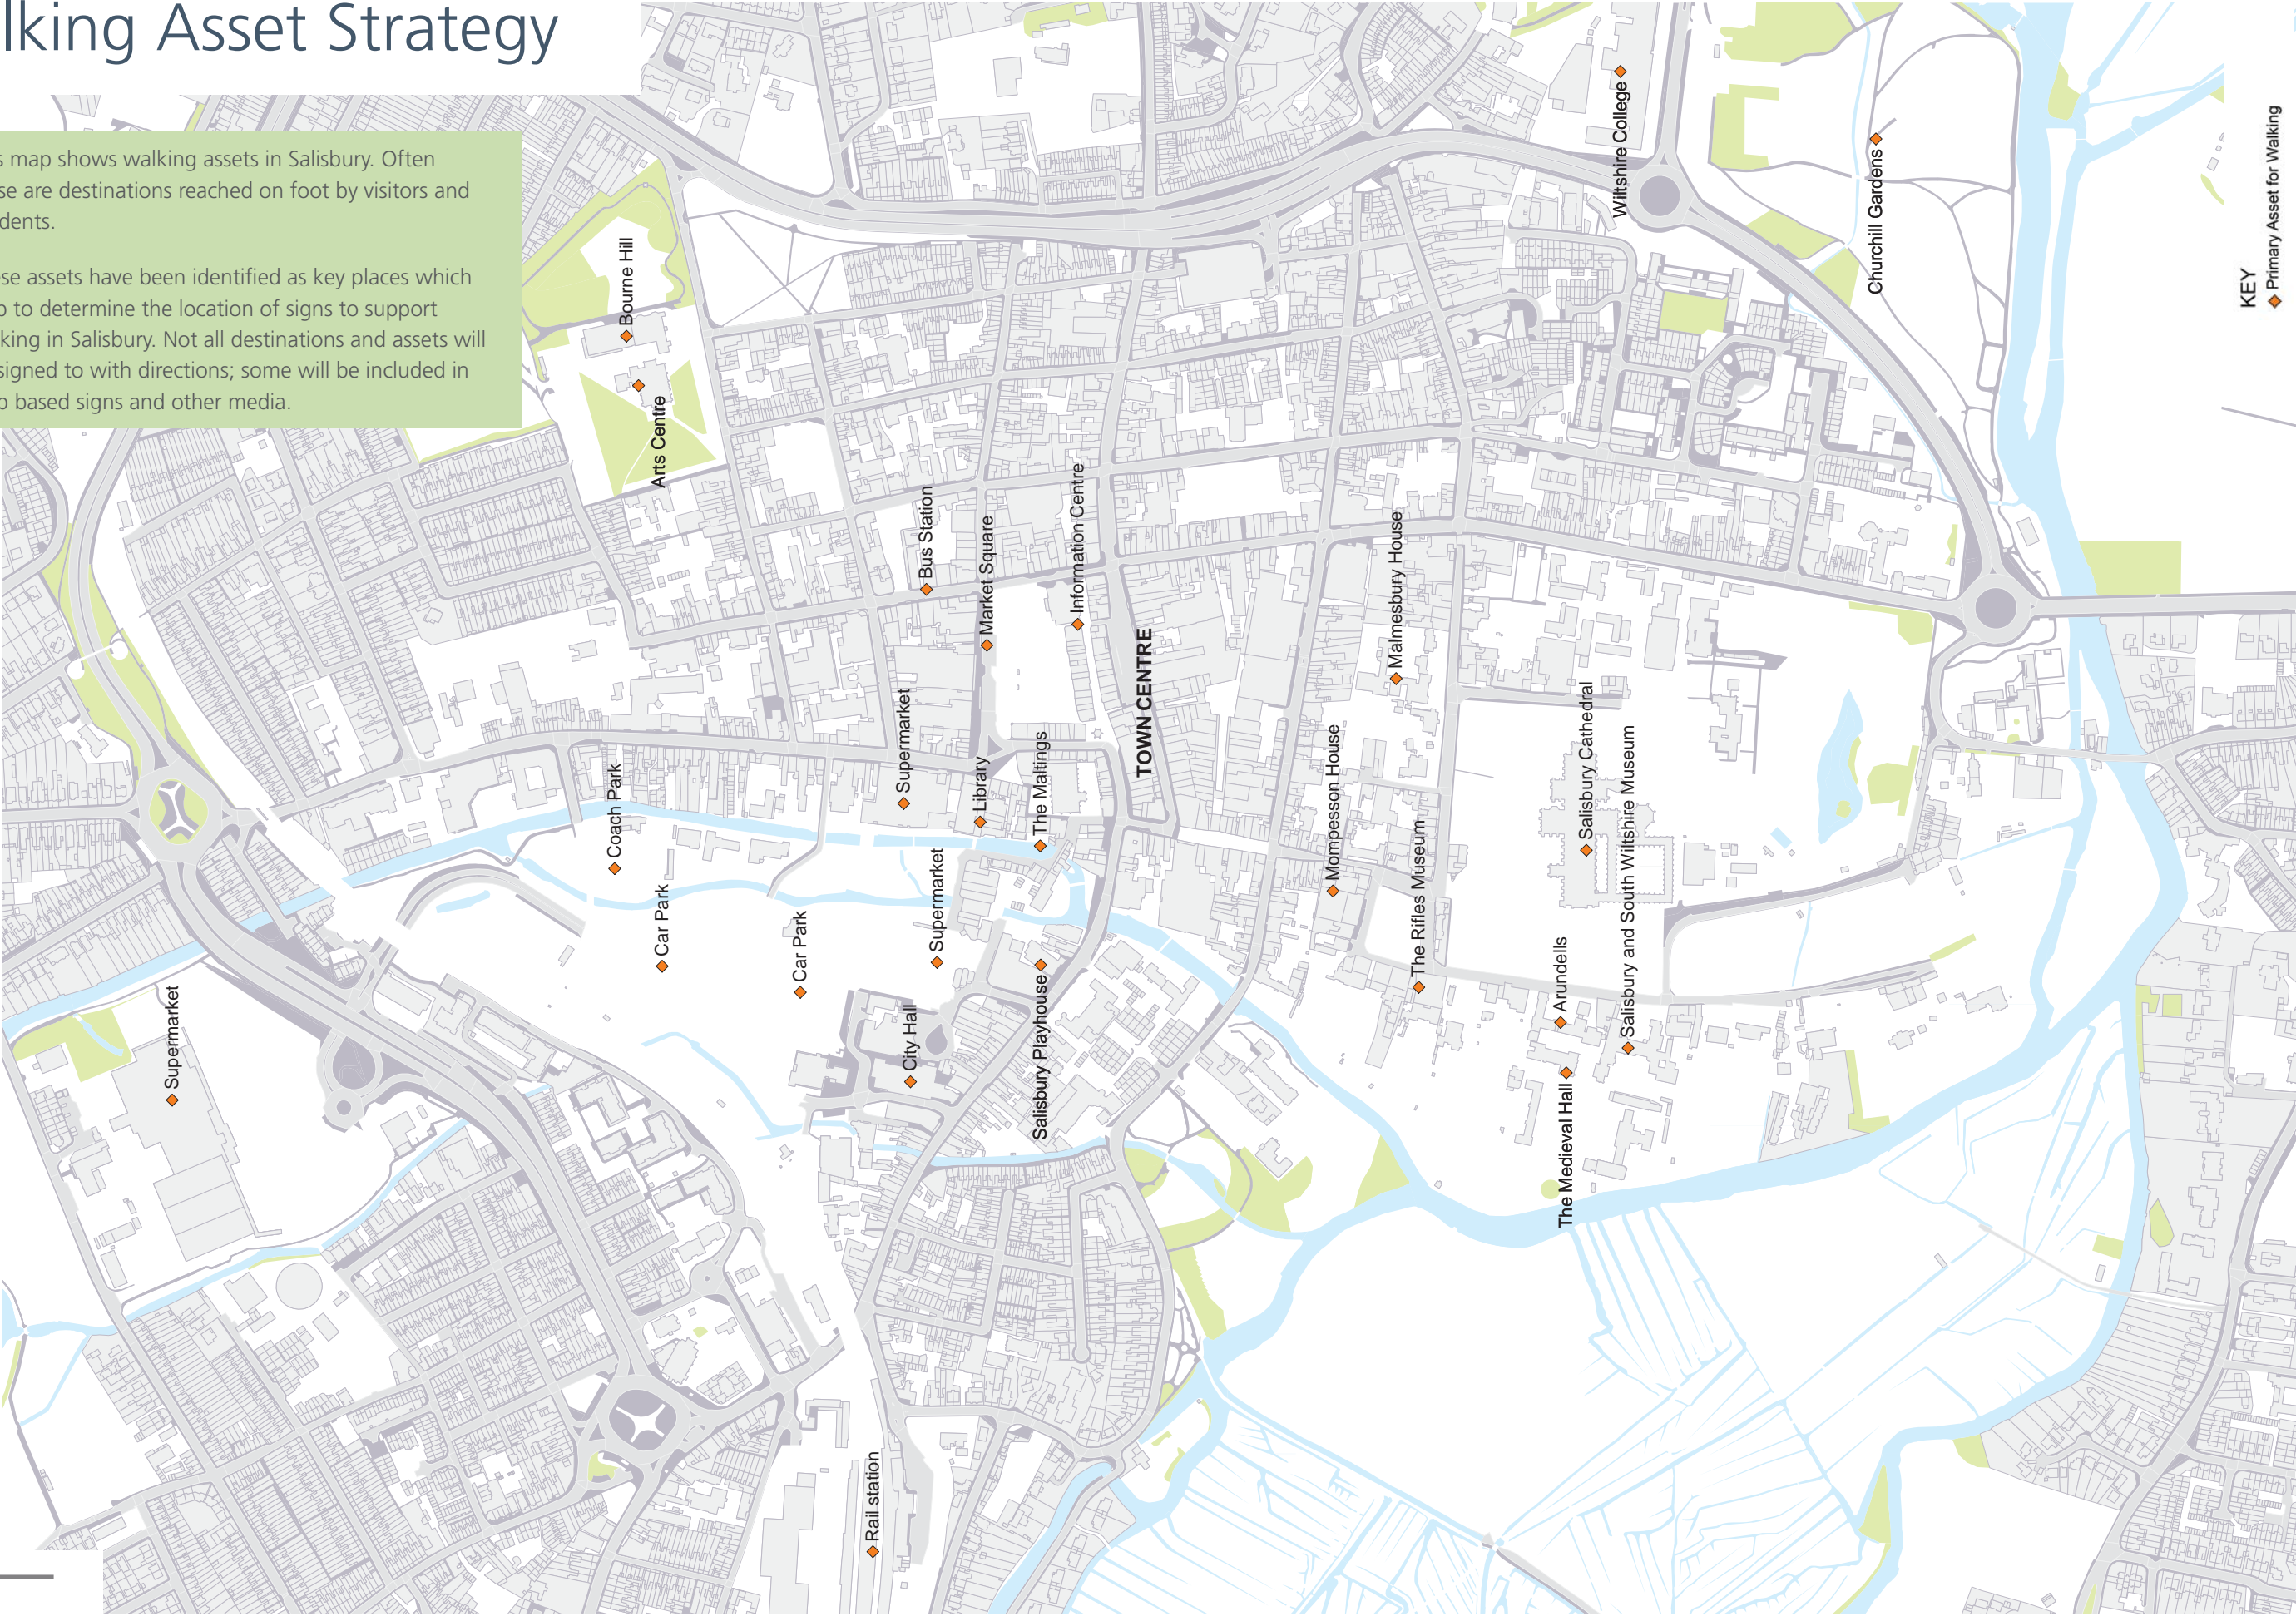 lking Asset Strategy
s map shows walking assets in Salisbury. Often
se are destinations reached on foot by visitors and
dents.
se assets have been identified as key places which
p to determine the location of signs to support
king in Salisbury. Not all destinations and assets will
signed to with directions; some will be included in
p based signs and other media.
Bourne Hill
Arts Centre
Wiltshire College
Churchill Gardens
KEY
Primary Asset for Walking
Bus Station
Market Square
Information Centre
TOWN CENTRE
Malmesbury House
Coach Park
Car Park
Car Park
Supermarket
Library
The Maltings
Supermarket
Mompesson House
The Rifles Museum
Salisbury Cathedral
Salisbury and South Wiltshire Museum
Arundells
The Medieval Hall
Supermarket
City Hall
Salisbury Playhouse
Rail station